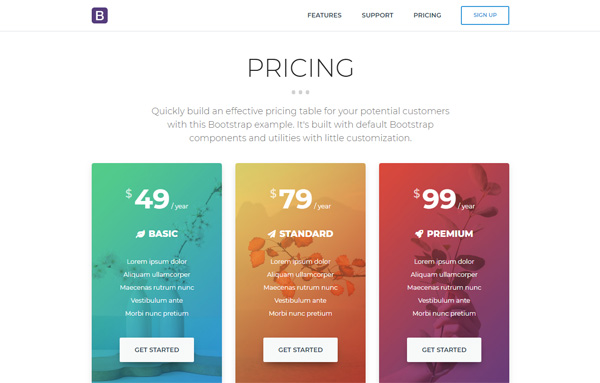 B
FEATURES SUPPORT PRICING SIGN UP
PRICING
Quickly build an effective pricing table for your potential customers
with this Bootstrap example. It's built with default Bootstrap
components and utilities with little customization.
$49 / year
BASIC
Lorem ipsum dolor
Aliquam ullamcorper
Maecenas rutrum nunc
Vestibulum ante
Morbi nunc pretium
GET STARTED
$79 / year
STANDARD
Lorem ipsum dolor
Aliquam ullamcorper
Maecenas rutrum nunc
Vestibulum ante
Morbi nunc pretium
GET STARTED
$99 / year
PREMIUM
Lorem ipsum dolor
Aliquam ullamcorper
Maecenas rutrum nunc
Vestibulum ante
Morbi nunc pretium
GET STARTED